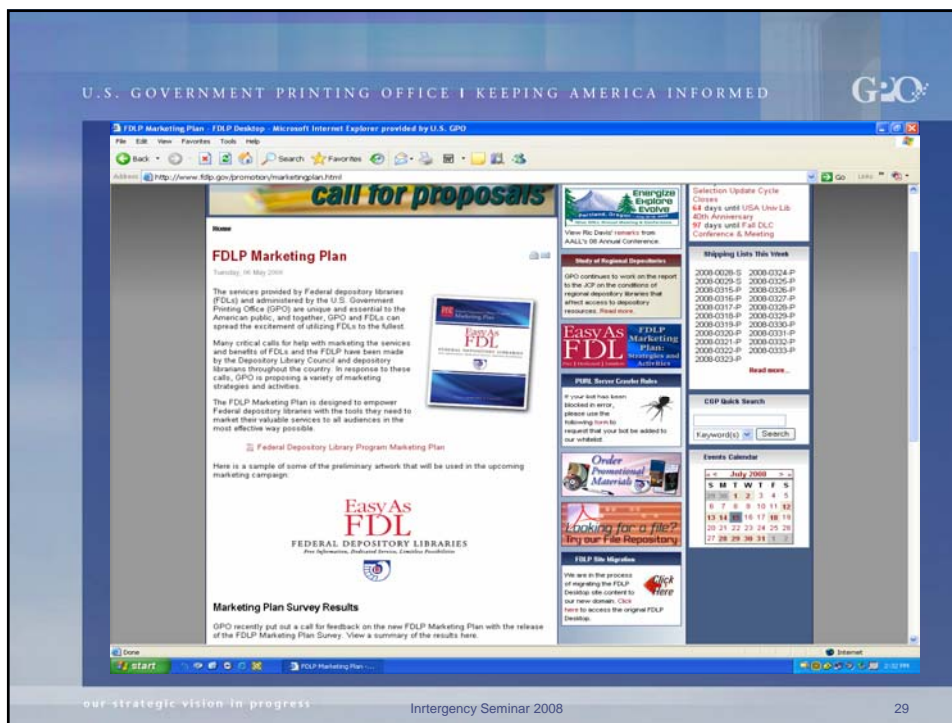 U.S. GOVERNMENT PRINTING OFFICE | KEEPING AMERICA INFORMED
GPO
FDLP Marketing Plan - FDLP Desktop - Microsoft Internet Explorer provided by U.S. GPO
File Edit View Favorites Tools Help
Back Search Favorites
Address http://www.fdlp.gov/promotion/marketingplan.html Go Links
call for proposals
Home
FDLP Marketing Plan
Tuesday, 06 May 2008
The services provided by Federal depository libraries
(FDLs) and administered by the U.S. Government
Printing Office (GPO) are unique and essential to the
American public, and together, GPO and FDLs can
spread the excitement of utilizing FDLs to the fullest.
Many critical calls for help with marketing the services
and benefits of FDLs and the FDLP have been made
by the Depository Library Council and depository
librarians throughout the country. In response to these
calls, GPO is proposing a variety of marketing
strategies and activities.
The FDLP Marketing Plan is designed to empower
Federal depository libraries with the tools they need to
market their valuable services to all audiences in the
most effective way possible.
Marketing Plan
EasyAs
FDL
FEDERAL DEPOSITORY LIBRARIES
Federal Depository Library Program Marketing Plan
Here is a sample of some of the preliminary artwork that will be used in the upcoming
marketing campaign:
EasyAs
FDL
FEDERAL DEPOSITORY LIBRARIES
Free Information, Dedicated Service, Limitless Possibilities
Marketing Plan Survey Results
GPO recently put out a call for feedback on the new FDLP Marketing Plan with the release
of the FDLP Marketing Plan Survey. View a summary of the results here.
Energize
Explore
Evolve
Portland, Oregon
View Ric Davis' remarks from
AALL's 08 Annual Conference.
Study of Regional Depositories
GPO continues to work on the report
to the JCP on the conditions of
regional depository libraries that
affect access to depository
resources. Read more.
EasyAs
FDL
FDLP
Marketing
Plan:
Strategies and
Activities
PURL Server Crawler Rules
If your bot has been
blocked in error,
please use the
following form to
request that your bot be added to
our whitelist.
Order
Promotional
Materials
Looking for a file?
Try our File Repository
FDLP Site Migration
We are in the process
of migrating the FDLP
Desktop site content to
our new domain. Click
here to access the original FDLP
Desktop.
Click
Here
Selection Update Cycle
Closes
64 days until USA Univ Lib
40th Anniversary
97 days until Fall DLC
Conference & Meeting
Shipping Lists This Week
2008-0028-S 2008-0324-P
2008-0029-S 2008-0325-P
2008-0315-P 2008-0326-P
2008-0316-P 2008-0327-P
2008-0317-P 2008-0328-P
2008-0318-P 2008-0329-P
2008-0319-P 2008-0330-P
2008-0320-P 2008-0331-P
2008-0321-P 2008-0332-P
2008-0322-P 2008-0333-P
2008-0323-P
Read more...
CGP Quick Search
Keyword(s) Search
Events Calendar
« < July 2008 > »
S M T W T F S
29 30 1 2 3 4 5
6 7 8 9 10 11 12
13 14 15 16 17 18 19
20 21 22 23 24 25 26
27 28 29 30 31 1 2
Done Internet
start FDLP Marketing Plan -... 2:02 PM
our strategic vision in progress
Inrtergency Seminar 2008
29